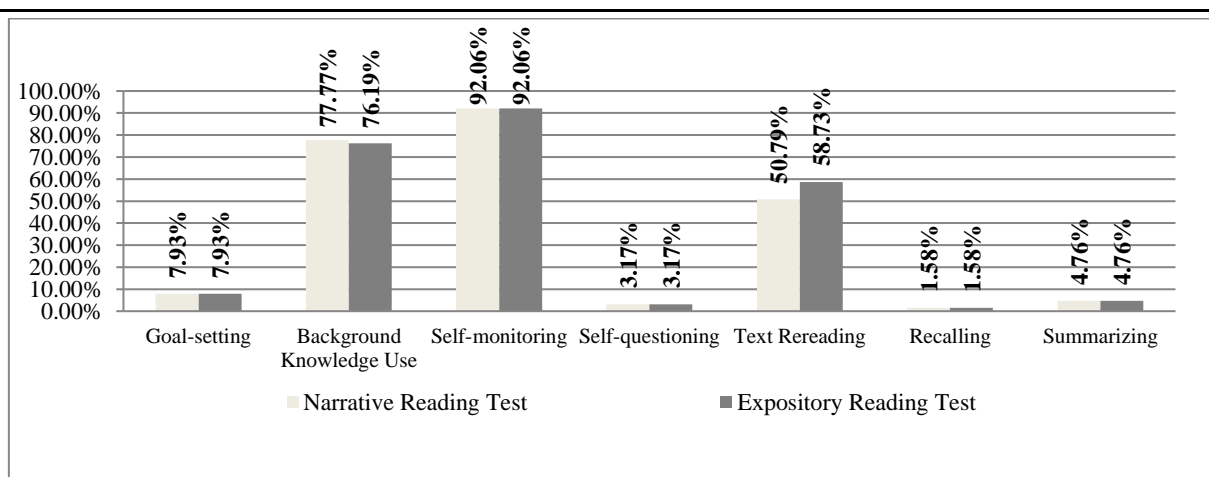 77.77% 76.19% 92.06% 92.06%
50.79% 58.73%
7.93% 7.93% 3.17% 3.17% 1.58% 1.58% 4.76% 4.76%
100.00%
90.00%
80.00%
70.00%
60.00%
50.00%
40.00%
30.00%
20.00%
10.00%
0.00%
Goal-setting Background Self-monitoring Self-questioning Text Rereading Recalling Summarizing
Knowledge Use
Narrative Reading Test Expository Reading Test